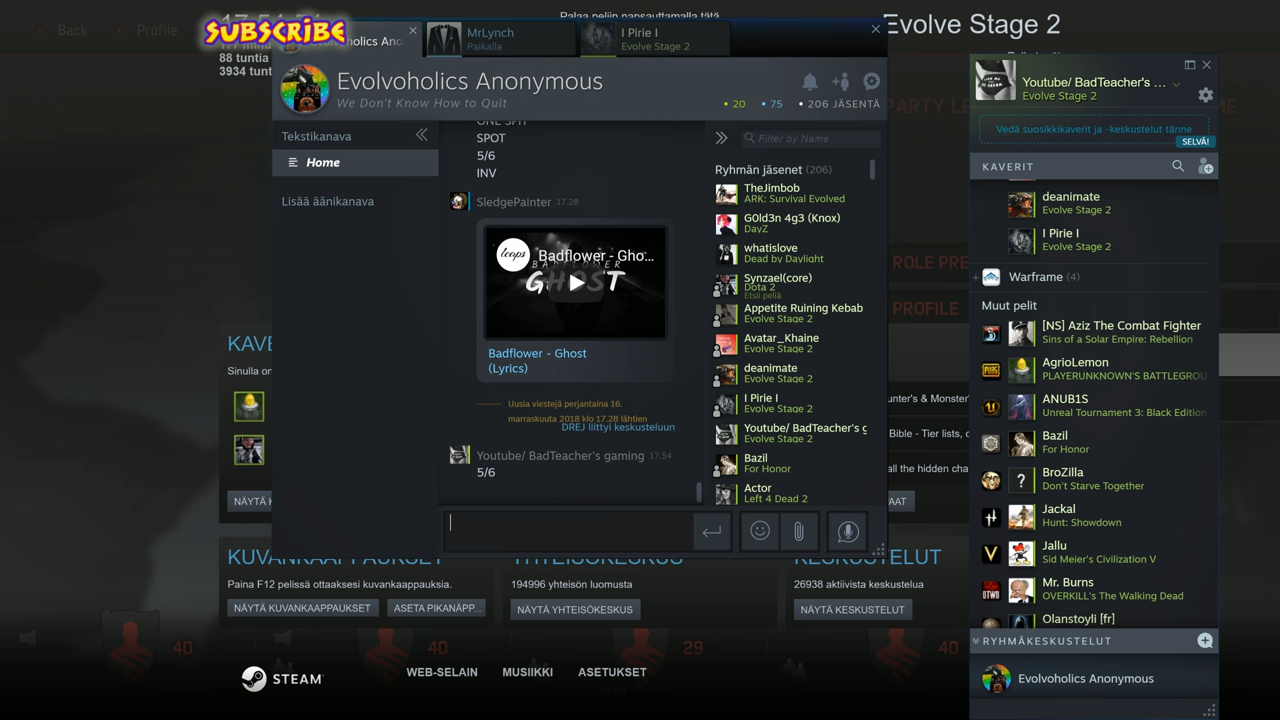 Back
Profile
SUBSCRIBE
88 tuntia
3934 tunt
Palaa peliin napsauttamalla tätä
Evolve Stage 2
MrLynch
Paikalla
I Pirie I
Evolve Stage 2
Evolvoholics Anonymous
We Don't Know How to Quit
20
75
206 JÄSENTÄ
Tekstikanava
Home
Lisää äänikanava
ONE SPIT
SPOT
5/6
INV
SledgePainter 17.28
Badflower - Gho...
GHOST
Badflower - Ghost
(Lyrics)
Uusia viestejä perjantaina 16.
marraskuuta 2018 klo 17.28 lähtien
DREJ liittyi keskusteluun
Youtube/ BadTeacher's gaming 17.54
5/6
Filter by Name
Ryhmän jäsenet (206)
TheJimbob
ARK: Survival Evolved
G0ld3n 4g3 (Knox)
DayZ
whatislove
Dead by Daylight
Synzael(core)
Dota 2
Etsii peliä
Appetite Ruining Kebab
Evolve Stage 2
Avatar_Khaine
Evolve Stage 2
deanimate
Evolve Stage 2
I Pirie I
Evolve Stage 2
Youtube/ BadTeacher's g
Evolve Stage 2
Bazil
For Honor
Actor
Left 4 Dead 2
Youtube/ BadTeacher's ...
Evolve Stage 2
Vedä suosikkikaverit ja -keskustelut tänne
SELVÄ!
KAVERIT
deanimate
Evolve Stage 2
I Pirie I
Evolve Stage 2
Warframe (4)
Muut pelit
[NS] Aziz The Combat Fighter
Sins of a Solar Empire: Rebellion
AgrioLemon
PLAYERUNKNOWN'S BATTLEGROU
ANUB1S
Unreal Tournament 3: Black Edition
Bazil
For Honor
BroZilla
Don't Starve Together
Jackal
Hunt: Showdown
Jallu
Sid Meier's Civilization V
Mr. Burns
OVERKILL's The Walking Dead
Olanstoyli [fr]
RYHMÄKESKUSTELUT
Evolvoholics Anonymous
PARTY LE
ME
ROLE PRE
PROFILE
KAVE
Sinulla on
NÄYTÄ K
unter's & Monster'
Bible - Tier lists, c
all the hidden cha
AAT
KUVANKAAPPAUKSET
Paina F12 pelissä ottaaksesi kuvankaappauksia.
NÄYTÄ KUVANKAAPPAUKSET
ASETA PIKANÄPP...
YHTEISÖKESKUS
194996 yhteisön luomusta
NÄYTÄ YHTEISÖKESKUS
KESKUSTELUT
26938 aktiivista keskustelua
NÄYTÄ KESKUSTELUT
40
40
29
40
STEAM
WEB-SELAIN
MUSIIKKI
ASETUKSET